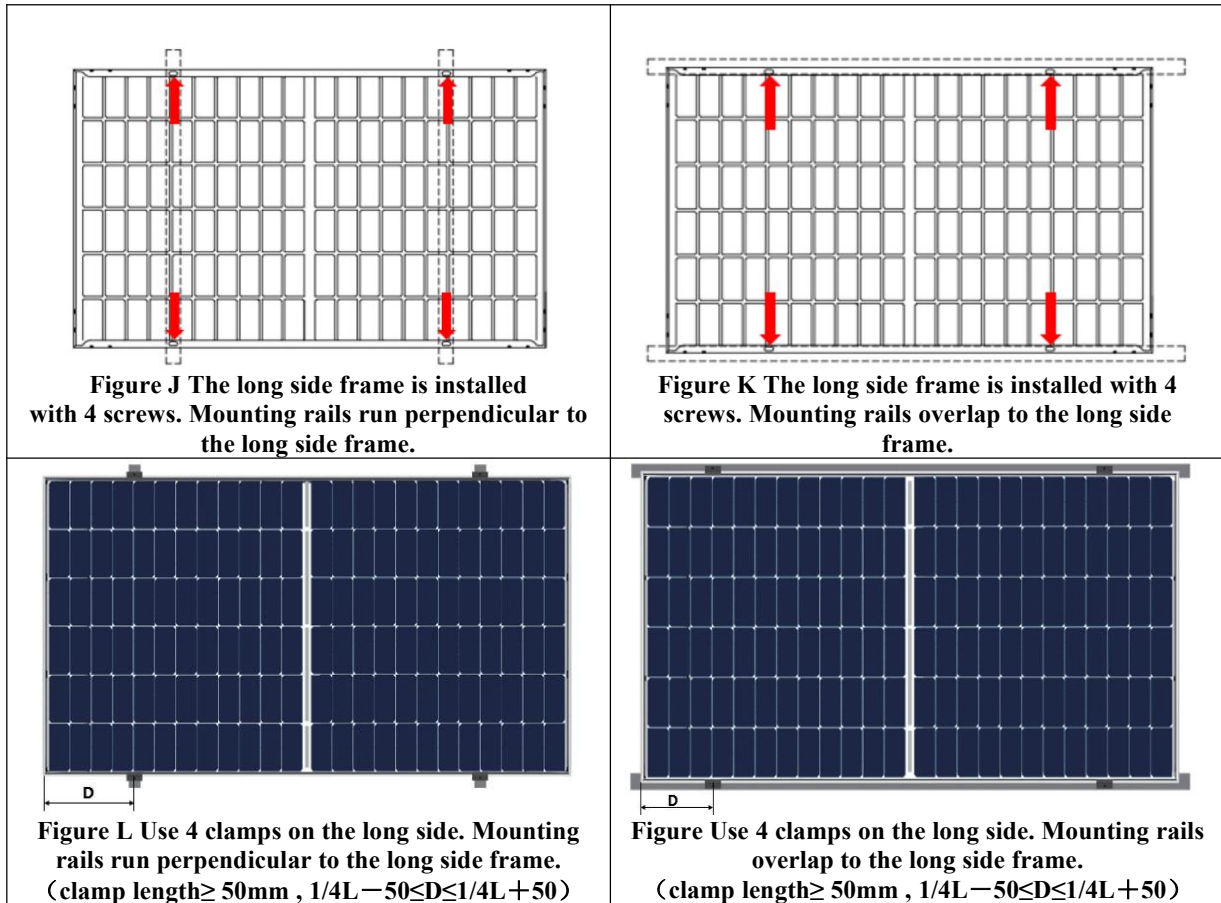 Figure J The long side frame is installed
with 4 screws. Mounting rails run perpendicular to
the long side frame.
Figure K The long side frame is installed with 4
screws. Mounting rails overlap to the long side
frame.
D
Figure L Use 4 clamps on the long side. Mounting
rails run perpendicular to the long side frame.
（clamp length≥ 50mm , 1/4L－50≤D≤1/4L＋50）
D
Figure Use 4 clamps on the long side. Mounting rails
overlap to the long side frame.
（clamp length≥ 50mm , 1/4L－50≤D≤1/4L＋50）